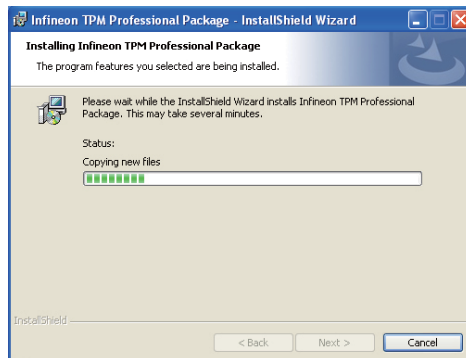 Infineon TPM Professional Package - InstallShield Wizard
Installing Infineon TPM Professional Package
The program features you selected are being installed.
Please wait while the InstallShield Wizard installs Infineon TPM Professional
Package. This may take several minutes.
Status:
Copying new files
InstallShield
< Back Next > Cancel